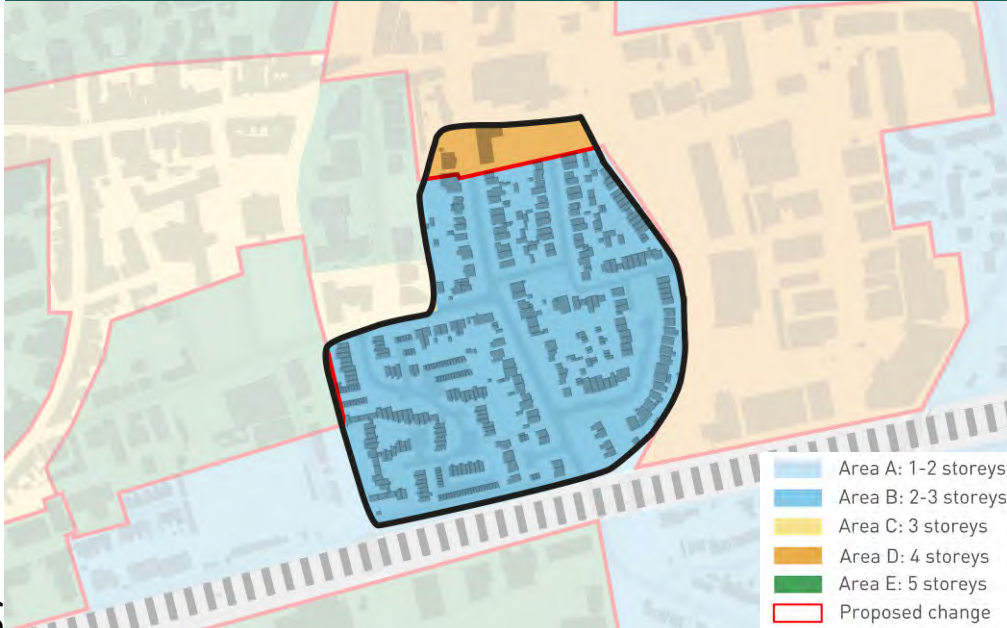 Area A: 1-2 storeys
Area B: 2-3 storeys
Area C: 3 storeys
Area D: 4 storeys
Area E: 5 storeys
Proposed change